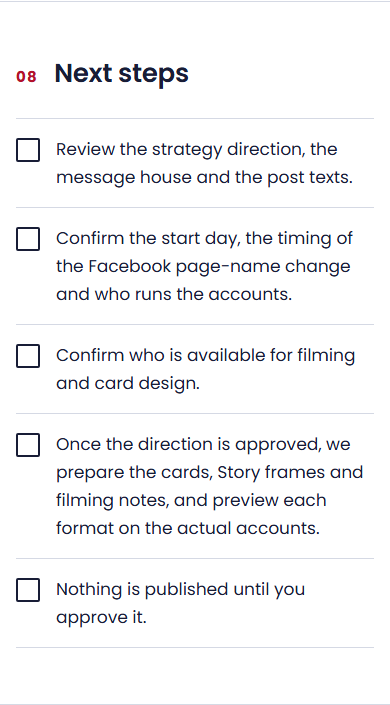 08 Next steps
Review the strategy direction, the
message house and the post texts.
Confirm the start day, the timing of
the Facebook page-name change
and who runs the accounts.
Confirm who is available for filming
and card design.
Once the direction is approved, we
prepare the cards, Story frames and
filming notes, and preview each
format on the actual accounts.
Nothing is published until you
approve it.